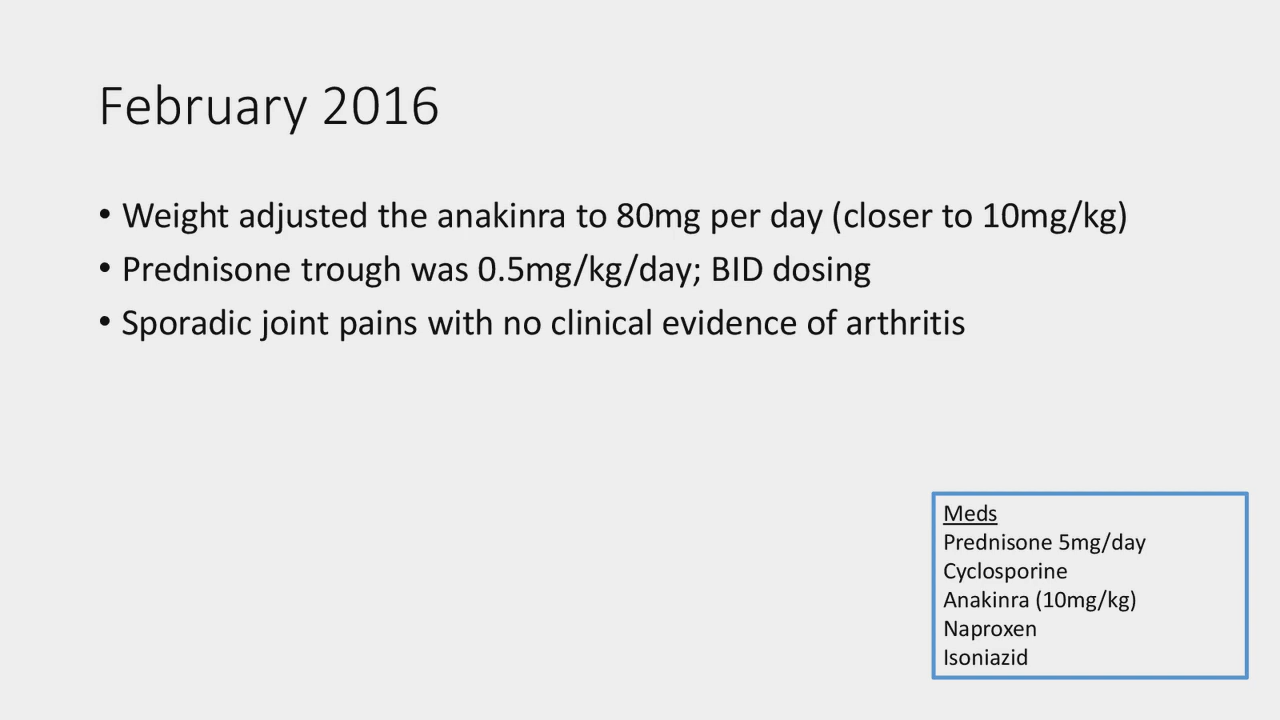 February 2016
• Weight adjusted the anakinra to 80mg per day (closer to 10mg/kg)
• Prednisone trough was 0.5mg/kg/day; BID dosing
• Sporadic joint pains with no clinical evidence of arthritis
Meds
Prednisone 5mg/day
Cyclosporine
Anakinra (10mg/kg)
Naproxen
Isoniazid